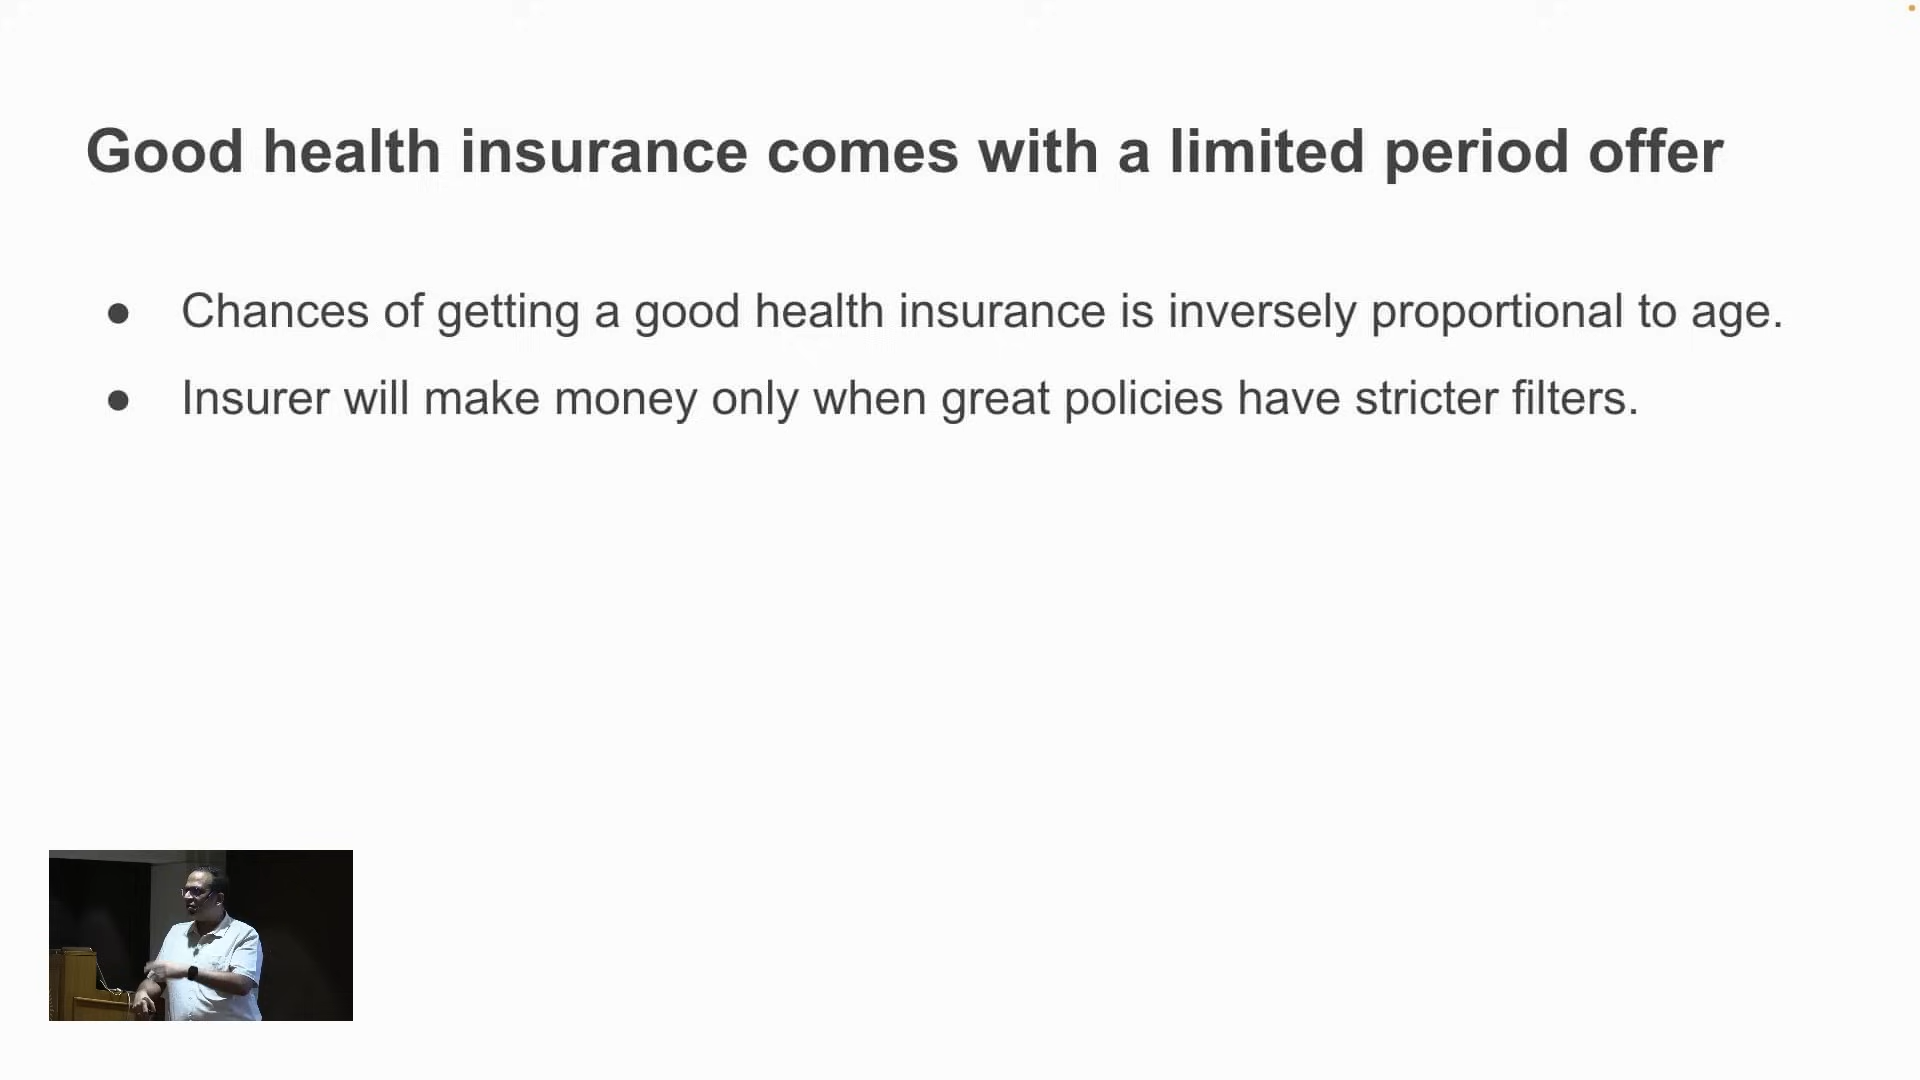 Good health insurance comes with a limited period offer
● Chances of getting a good health insurance is inversely proportional to age.
● Insurer will make money only when great policies have stricter filters.